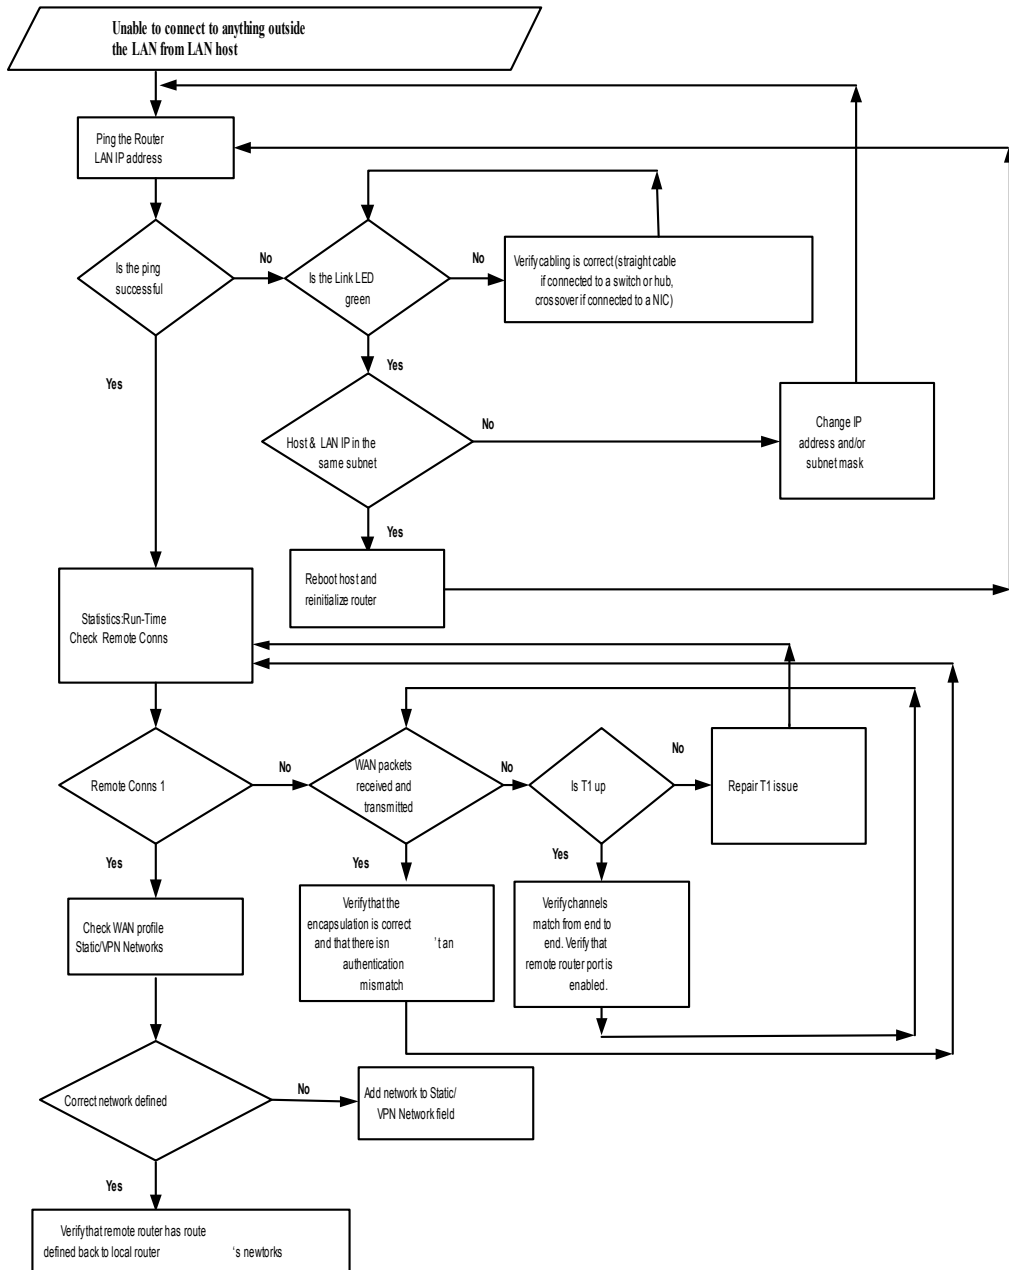 Unable to connect to anything outside
the LAN from LAN host
Ping the Router
LAN IP address
Is the ping
successful
No
Is the Link LED
green
No
Verify cabling is correct (straight cable
if connected to a switch or hub,
crossover if connected to a NIC)
Yes
Yes
Host & LAN IP in the
same subnet
No
Change IP
address and/or
subnet mask
Yes
Reboot host and
reinitialize router
Statistics:Run-Time
Check Remote Conns
Remote Conns 1
No
WAN packets
received and
transmitted
No
Is T1 up
No
Repair T1 issue
Yes
Yes
Yes
Check WAN profile
Static/VPN Networks
Verify that the
encapsulation is correct
and that there isn 't an
authentication
mismatch
Verify channels
match from end to
end. Verify that
remote router port is
enabled.
Correct network defined
No
Add network to Static/
VPN Network field
Yes
Verify that remote router has route
defined back to local router 's newtorks